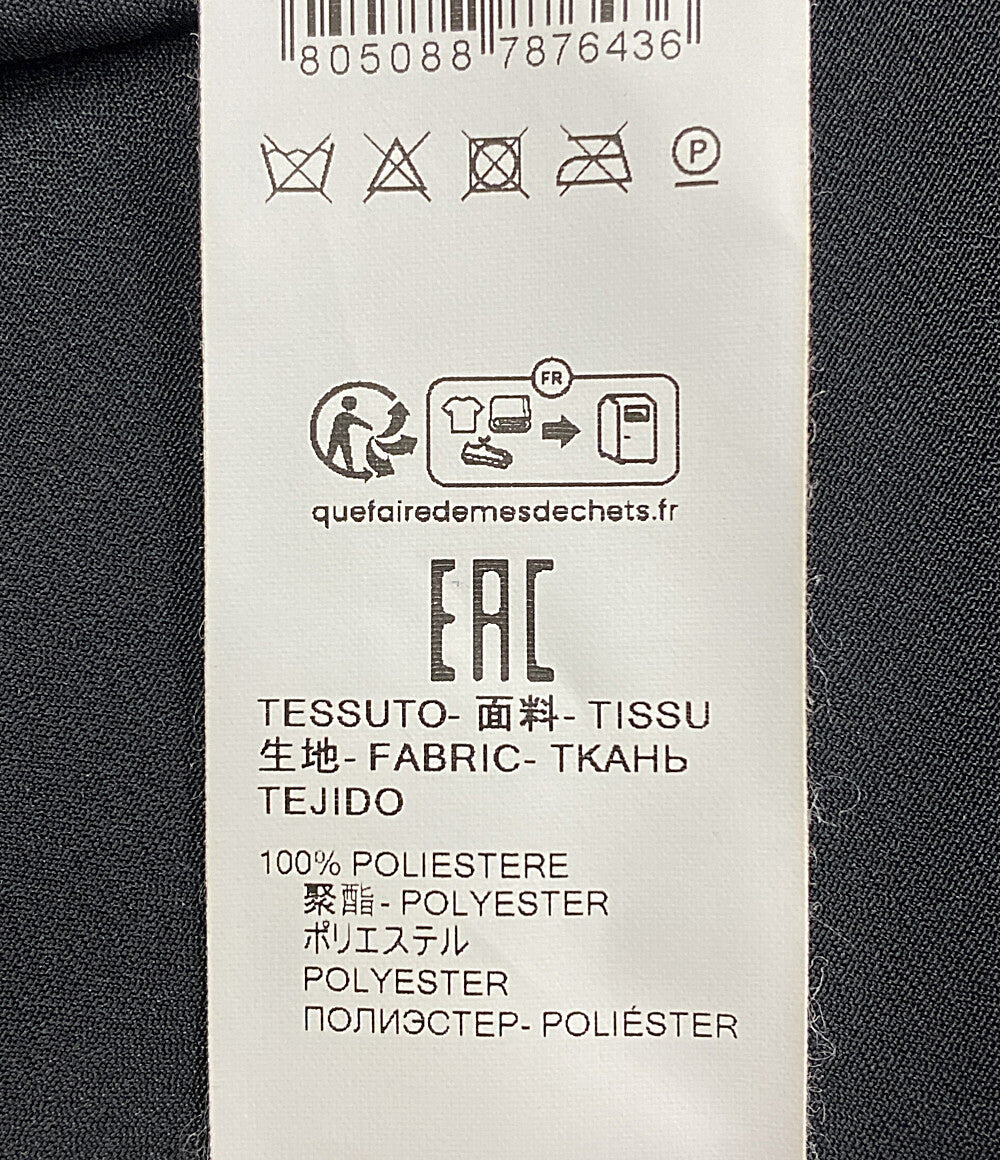 805088 7876436
P
FR
quefairedemesdechets.fr
EAC
TESSUTO- 面料- TISSU
生地- FABRIC- ТКАНЬ
TEJIDO
100% POLIESTERE
聚酯- POLYESTER
ポリエステル
POLYESTER
ПОЛИЭСТЕР- POLIÉSTER